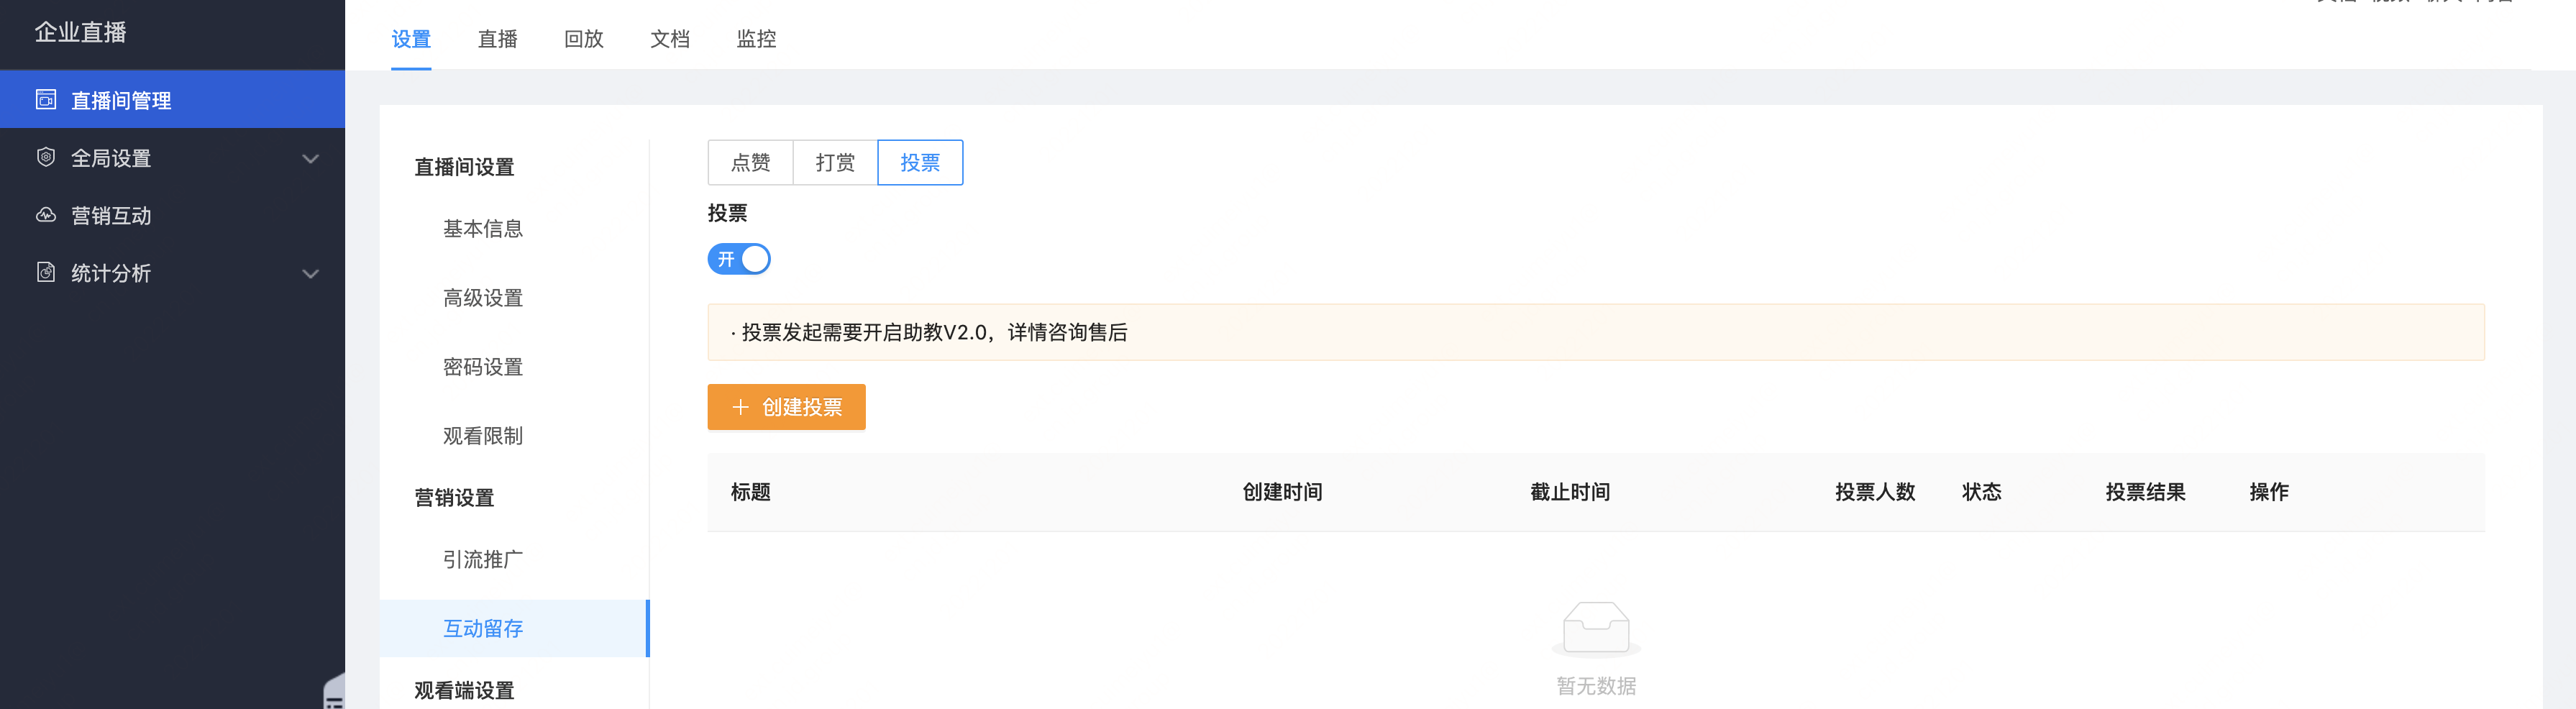 企业直播
直播间管理
全局设置
营销互动
统计分析
设置 直播 回放 文档 监控
直播间设置
基本信息
高级设置
密码设置
观看限制
营销设置
引流推广
互动留存
观看端设置
点赞 打赏 投票
投票
开
· 投票发起需要开启助教V2.0，详情咨询售后
+ 创建投票
标题 创建时间 截止时间 投票人数 状态 投票结果 操作
暂无数据